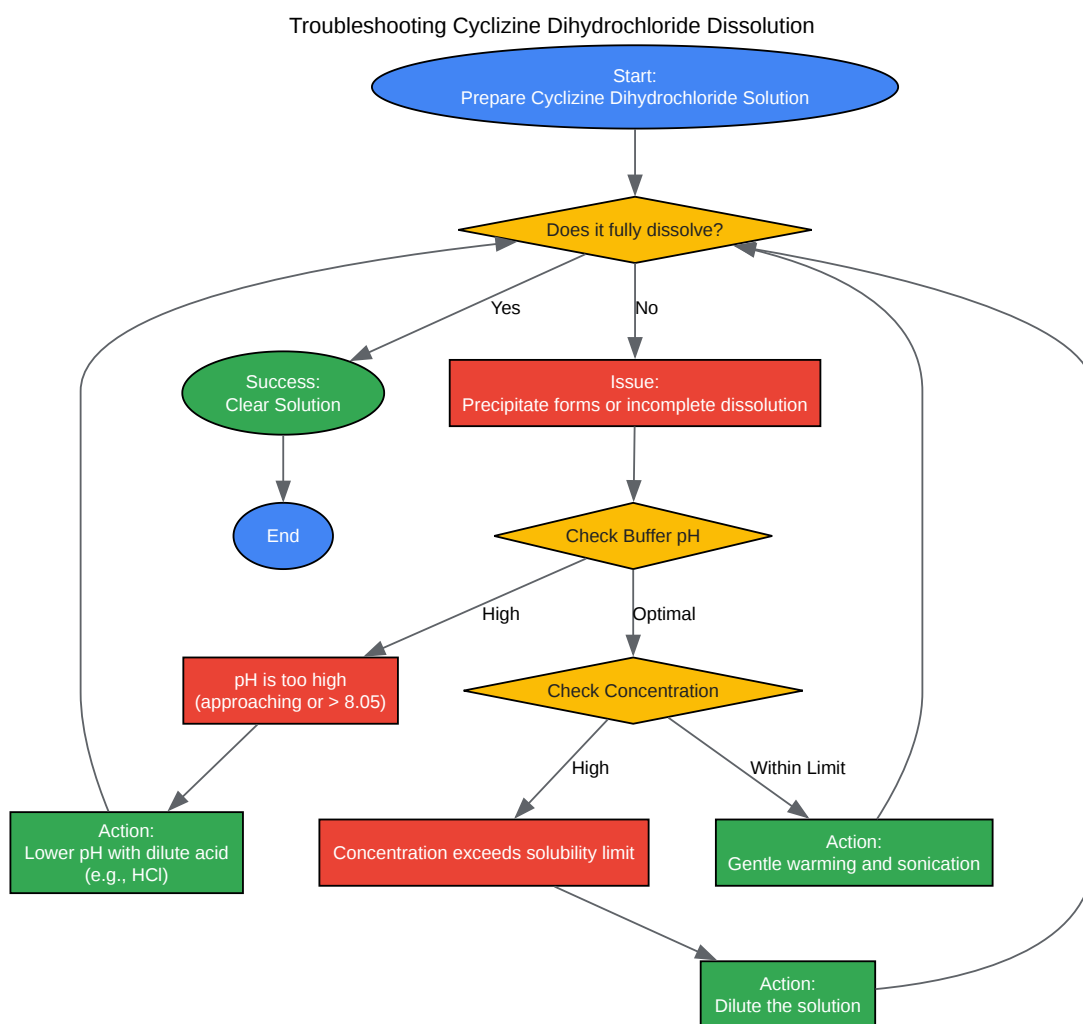 Troubleshooting Cyclizine Dihydrochloride Dissolution
Start:
Prepare Cyclizine Dihydrochloride Solution
Does it fully dissolve?
Yes
No
Success:
Clear Solution
Issue:
Precipitate forms or incomplete dissolution
End
Check Buffer pH
High
Optimal
pH is too high
(approaching or > 8.05)
Check Concentration
High
Within Limit
Action:
Lower pH with dilute acid
(e.g., HCl)
Concentration exceeds solubility limit
Action:
Gentle warming and sonication
Action:
Dilute the solution